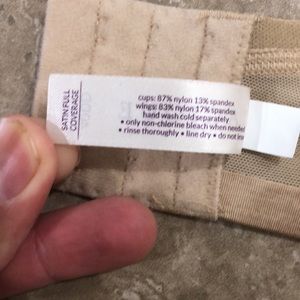 SATIN FULL
COVERAGE
cups: 87% nylon 13% spandex
wings: 83% nylon 17% spandex
hand wash cold separately
• only non-chlorine bleach when needed
• rinse thoroughly • line dry • do not